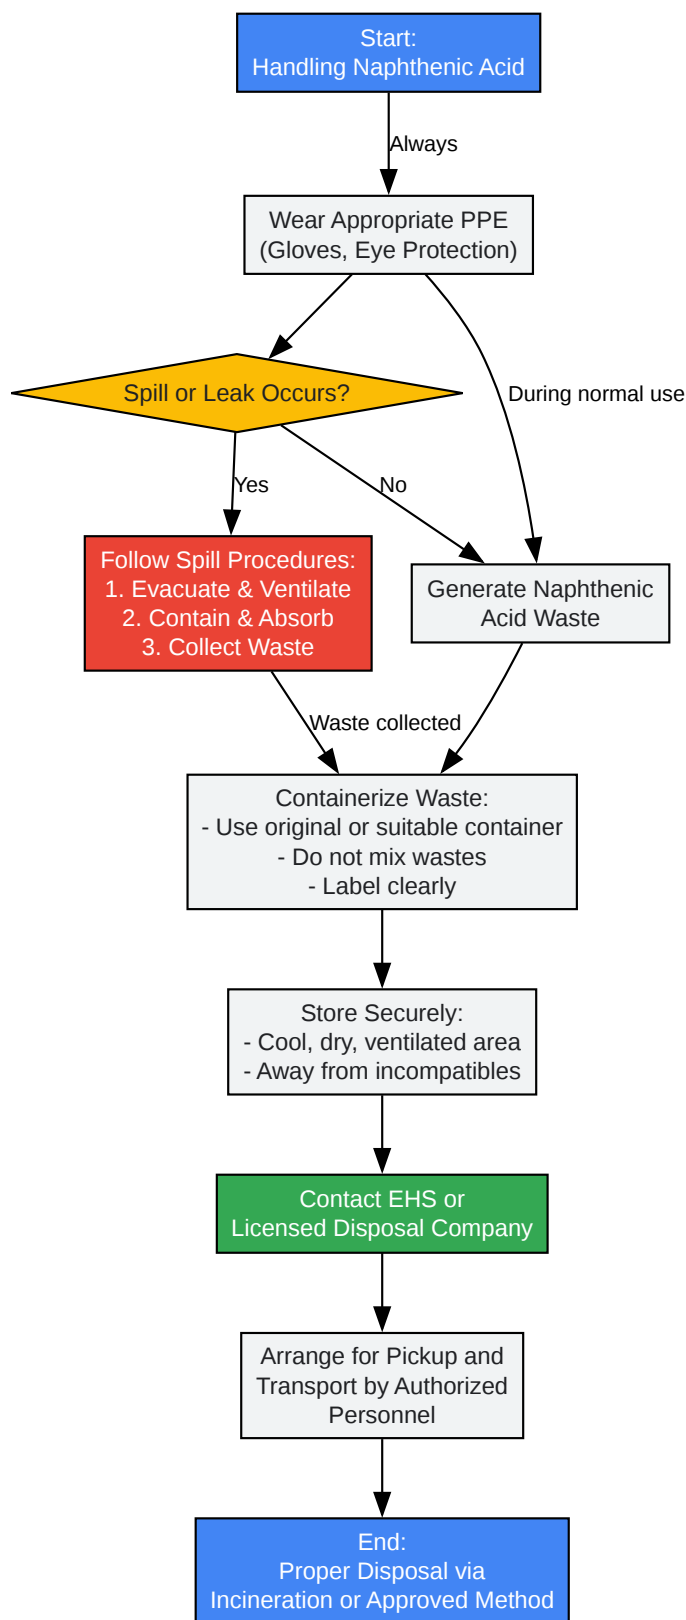 Start:
Handling Naphthenic Acid
Always
Wear Appropriate PPE
(Gloves, Eye Protection)
Spill or Leak Occurs?
During normal use
Yes
No
Follow Spill Procedures:
1. Evacuate & Ventilate
2. Contain & Absorb
3. Collect Waste
Generate Naphthenic
Acid Waste
Waste collected
Containerize Waste:
- Use original or suitable container
- Do not mix wastes
- Label clearly
Store Securely:
- Cool, dry, ventilated area
- Away from incompatibles
Contact EHS or
Licensed Disposal Company
Arrange for Pickup and
Transport by Authorized
Personnel
End:
Proper Disposal via
Incineration or Approved Method